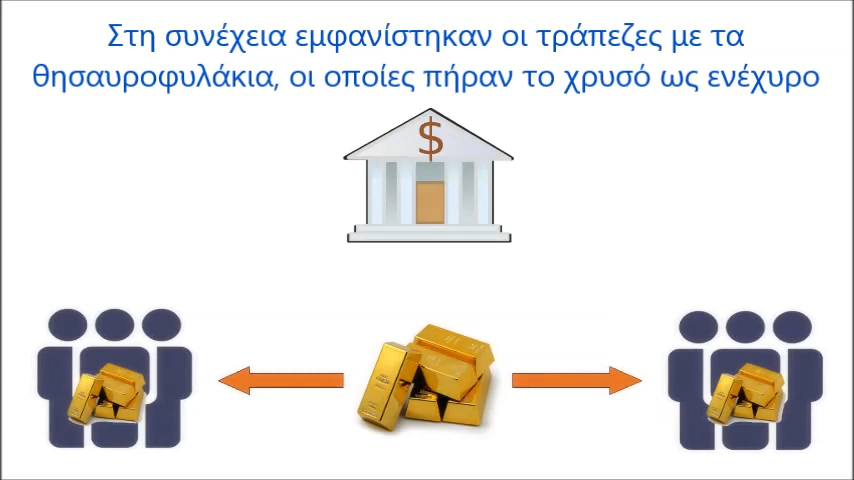 Στη συνέχεια εμφανίστηκαν οι τράπεζες με τα
θησαυροφυλάκια, οι οποίες πήραν το χρυσό ως ενέχυρο
$